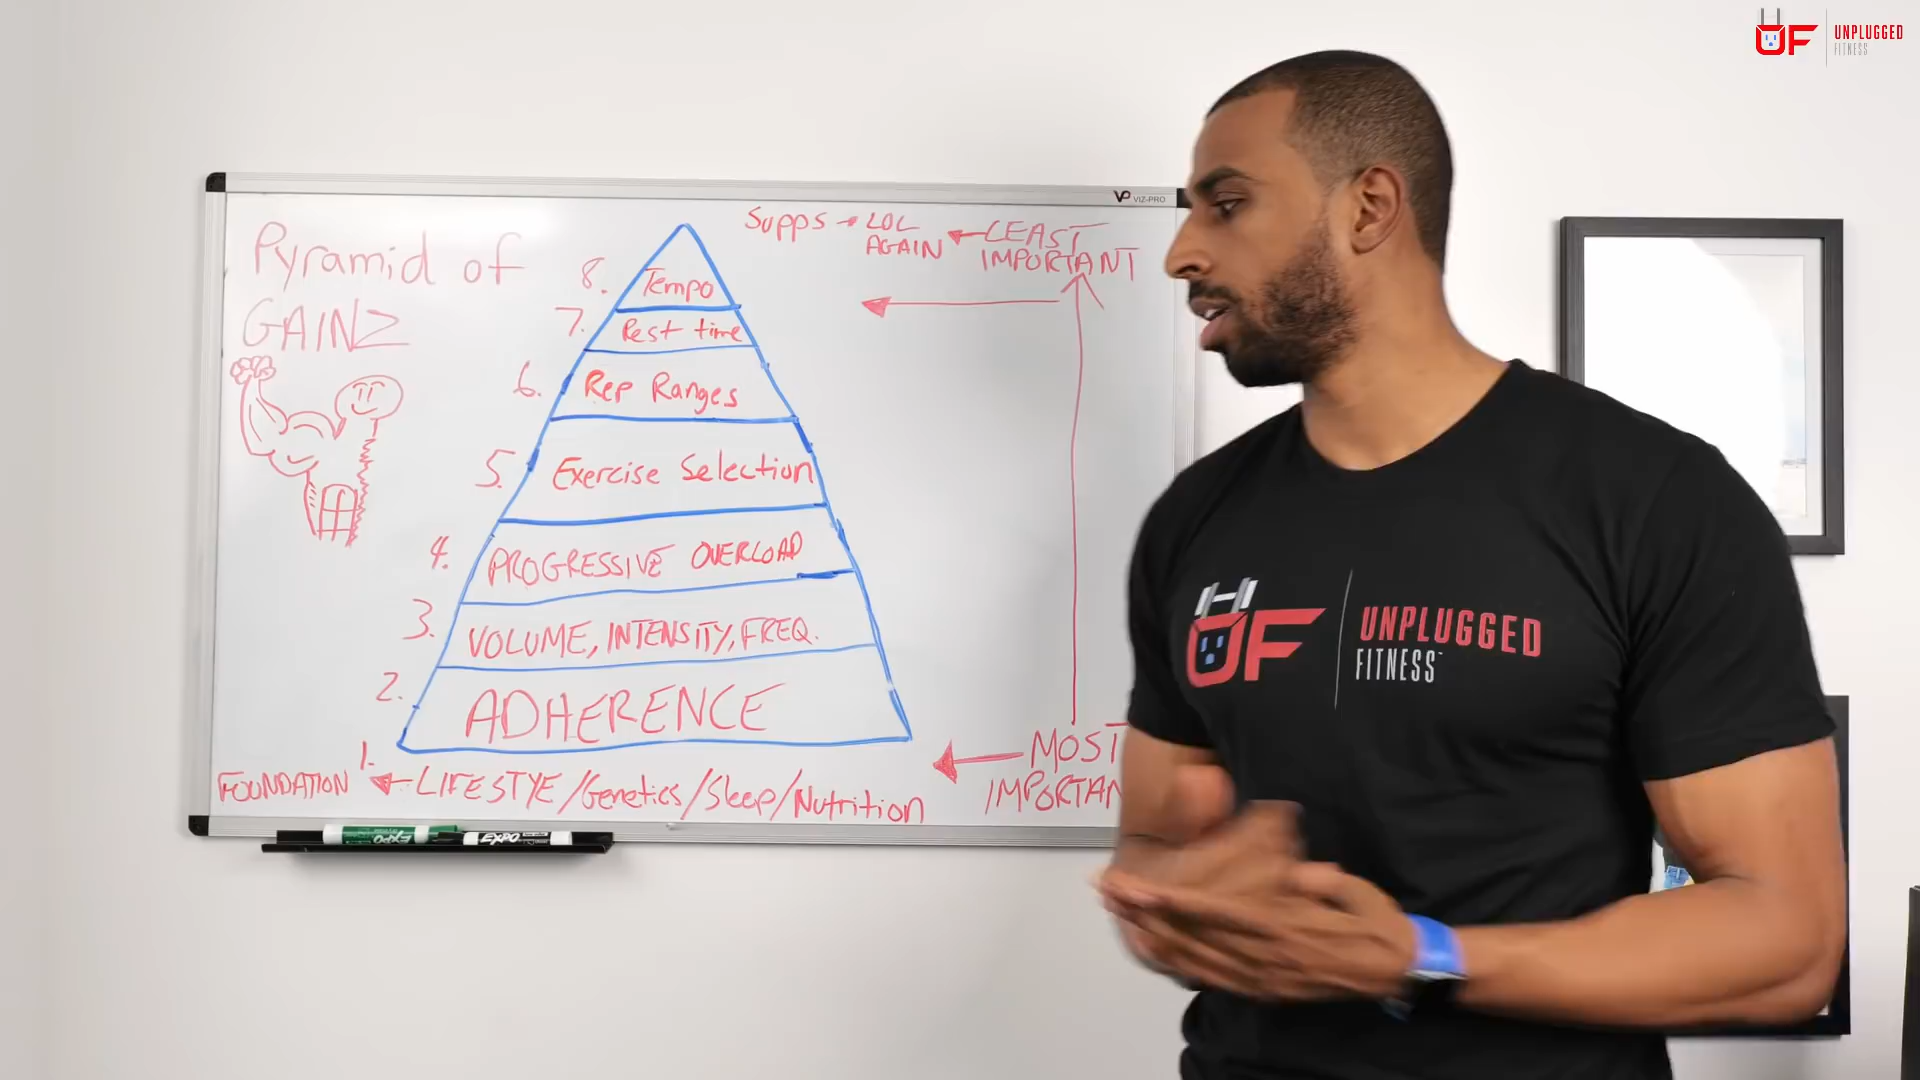 UF UNPLUGGED
FITNESS
VP VIZ-PRO
Pyramid of
GAINZ
Supps → LOL
AGAIN
LEAST
IMPORTANT
8. Tempo
7. Rest time
6. Rep Ranges
5. Exercise Selection
4. PROGRESSIVE OVERLOAD
3. VOLUME, INTENSITY, FREQ.
2. ADHERENCE
1.
FOUNDATION ← LIFESTYE/Genetics/Sleep/Nutrition
MOST
IMPORTAN
EXPO
EXPO
UF UNPLUGGED
FITNESS